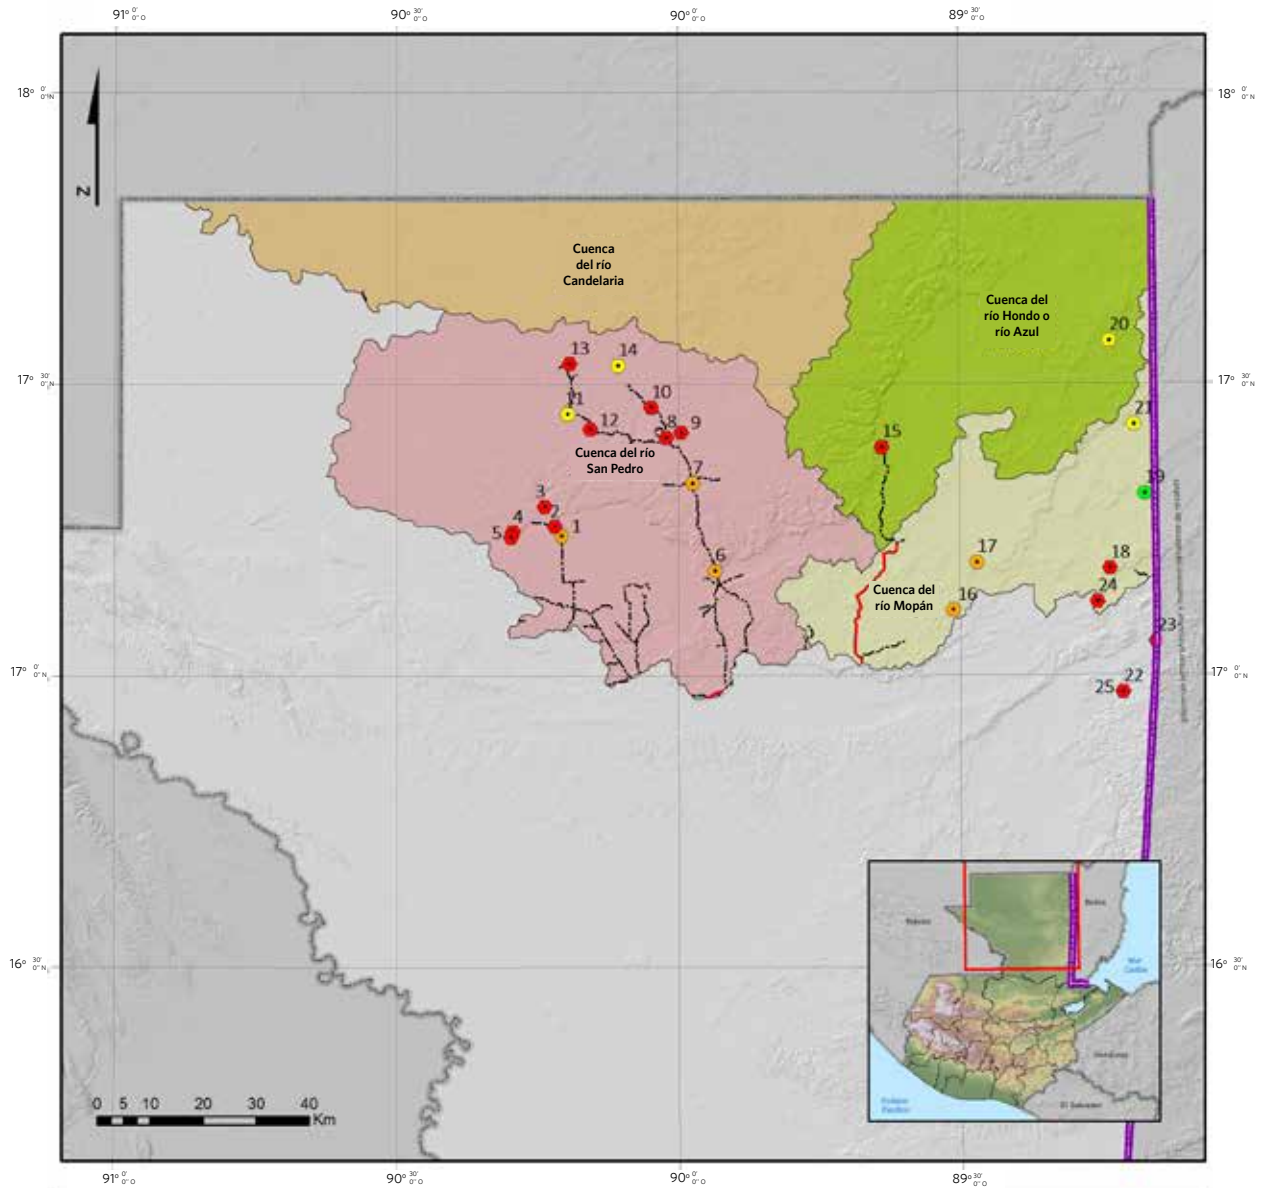 91° 0' 0" O
90° 30' 0" O
90° 0' 0" O
89° 30' 0" O
18° 0' 0" N
18° 0' 0" N
N
Cuenca
del río
Candelaria
Cuenca del
río Hondo o
río Azul
20
13
14
17° 30' 0" N
17° 30' 0" N
10
11
21
12
8
9
15
Cuenca del río
San Pedro
7
19
3
4
2
1
5
6
17
18
Cuenca del
río Mopán
16
24
23
17° 0' 0" N
17° 0' 0" N
25
22
Belice
Mar
Caribe
16° 30' 0" N
16° 30' 0" N
Honduras
El Salvador
0 5 10 20 30 40
Km
91° 0' 0" O
90° 30' 0" O
90° 0' 0" O
89° 30' 0" O